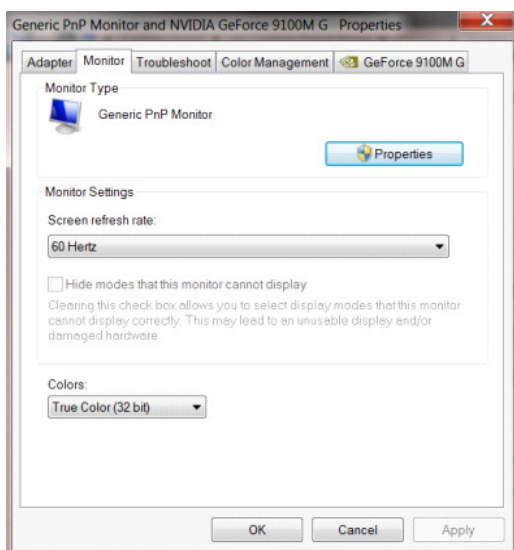 Generic PnP Monitor and NVIDIA GeForce 9100M G Properties
Adapter Monitor Troubleshoot Color Management GeForce 9100M G
Monitor Type
Generic PnP Monitor
Properties
Monitor Settings
Screen refresh rate:
60 Hertz
Hide modes that this monitor cannot display
Clearing this check box allows you to select display modes that this monitor
cannot display correctly. This may lead to an unusable display and/or
damaged hardware.
Colors:
True Color (32 bit)
OK Cancel Apply